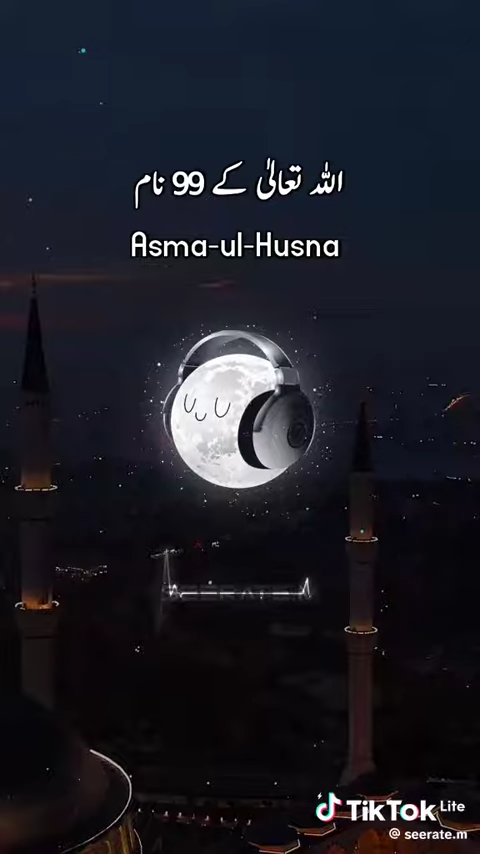 اللہ تعالیٰ کے 99 نام
Asma-ul-Husna
TikTok Lite
@ seerate.m